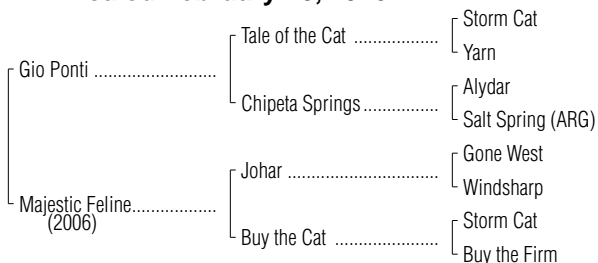 February
Storm Cat
Tale of the Cat ...................
Yarn
Gio Ponti ............................
Alydar
Chipeta Springs.................
Salt Spring (ARG)
Gone West
Johar ..................................
Windsharp
Majestic Feline...................
(2006)
Storm Cat
Buy the Cat .......................
Buy the Firm